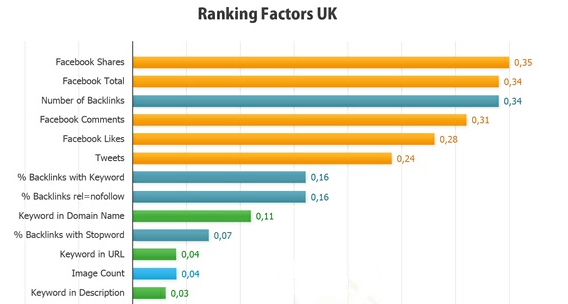 Ranking Factors UK
Facebook Shares 0,35
Facebook Total 0,34
Number of Backlinks 0,34
Facebook Comments 0,31
Facebook Likes 0,28
Tweets 0,24
% Backlinks with Keyword 0,16
% Backlinks rel=nofollow 0,16
Keyword in Domain Name 0,11
% Backlinks with Stopword 0,07
Keyword in URL 0,04
Image Count 0,04
Keyword in Description 0,03